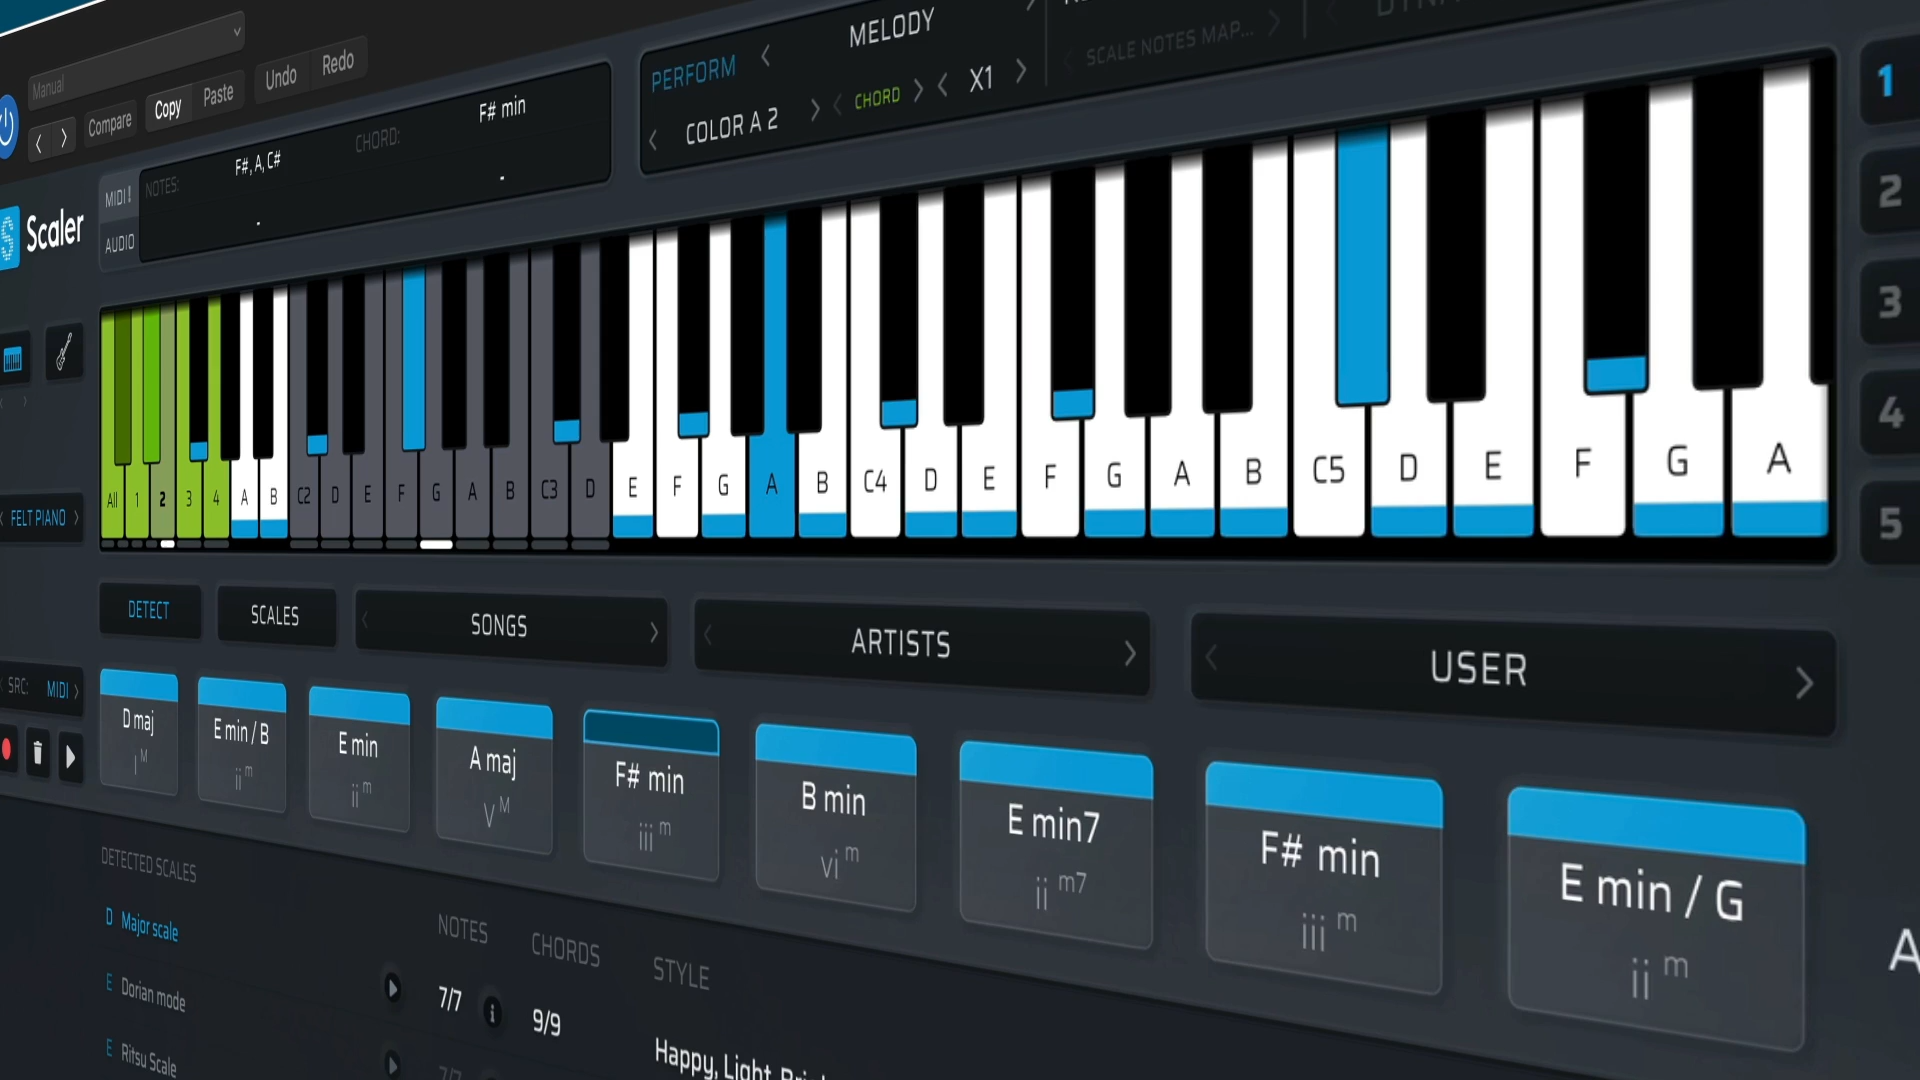 Manual
Compare
Copy
Paste
Undo
Redo
Scaler
MIDI
AUDIO
NOTES:
F#, A, C#
CHORD:
F# min
PERFORM
MELODY
COLOR A 2
CHORD
X1
SCALE NOTES MAP...
1
2
3
4
5
All 1 2 3 4 A B C2 D E F G A B C3 D E F G A B C4 D E F G A B C5 D E F G A
FELT PIANO
DETECT
SCALES
SONGS
ARTISTS
USER
SRC: MIDI
D maj
I M
E min / B
ii m
E min
ii m
A maj
V M
F# min
iii m
B min
vi m
E min7
ii m7
F# min
iii m
E min / G
ii m
A
DETECTED SCALES
NOTES
CHORDS
STYLE
D Major scale
7/7
i
9/9
Happy, Light,
E Dorian mode
E Ritsu Scale
7/7